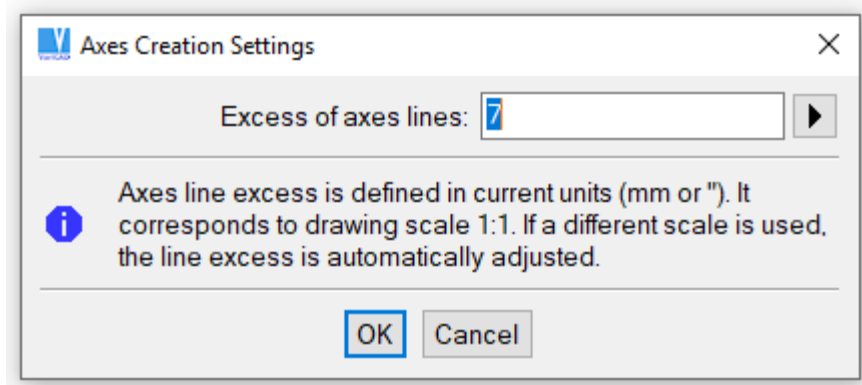 Axes Creation Settings
Excess of axes lines: 7
Axes line excess is defined in current units (mm or "). It
corresponds to drawing scale 1:1. If a different scale is used,
the line excess is automatically adjusted.
OK Cancel